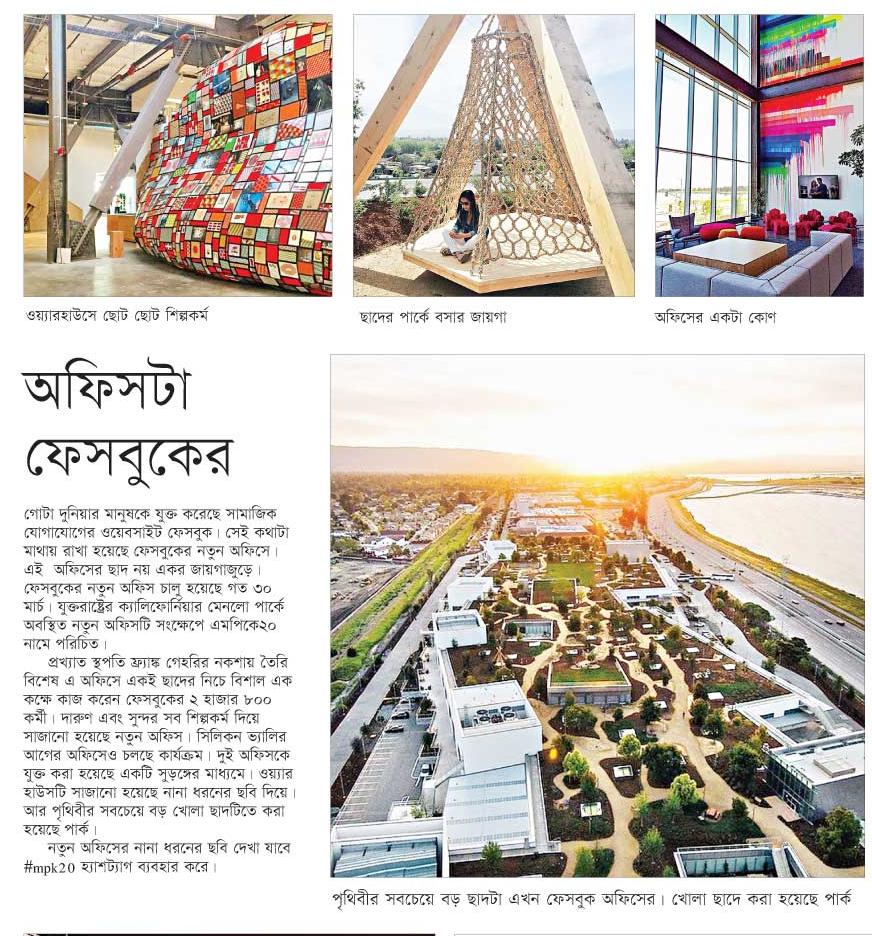 ওয়্যারহাউসে ছোট ছোট শিল্পকর্ম
ছাদের পার্কে বসার জায়গা
অফিসের একটা কোণ
অফিসটা
ফেসবুকের
গোটা দুনিয়ার মানুষকে যুক্ত করেছে সামাজিক
যোগাযোগের ওয়েবসাইট ফেসবুক। সেই কথাটা
মাথায় রাখা হয়েছে ফেসবুকের নতুন অফিসে।
এই অফিসের ছাদ নয় একর জায়গাজুড়ে।
ফেসবুকের নতুন অফিস চালু হয়েছে গত ৩০
মার্চ। যুক্তরাষ্ট্রের ক্যালিফোর্নিয়ার মেনলো পার্কে
অবস্থিত নতুন অফিসটি সংক্ষেপে এমপিকে২০
নামে পরিচিত।
প্রখ্যাত স্থপতি ফ্র্যাঙ্ক গেহরির নকশায় তৈরি
বিশেষ এ অফিসে একই ছাদের নিচে বিশাল এক
কক্ষে কাজ করেন ফেসবুকের ২ হাজার ৮০০
কর্মী। দারুণ এবং সুন্দর সব শিল্পকর্ম দিয়ে
সাজানো হয়েছে নতুন অফিস। সিলিকন ভ্যালির
আগের অফিসেও চলছে কার্যক্রম। দুই অফিসকে
যুক্ত করা হয়েছে একটি সুড়ঙ্গের মাধ্যমে। ওয়্যার
হাউসটি সাজানো হয়েছে নানা ধরনের ছবি দিয়ে।
আর পৃথিবীর সবচেয়ে বড় খোলা ছাদটিতে করা
হয়েছে পার্ক।
নতুন অফিসের নানা ধরনের ছবি দেখা যাবে
#mpk20 হ্যাশট্যাগ ব্যবহার করে।
পৃথিবীর সবচেয়ে বড় ছাদটা এখন ফেসবুক অফিসের। খোলা ছাদে করা হয়েছে পার্ক